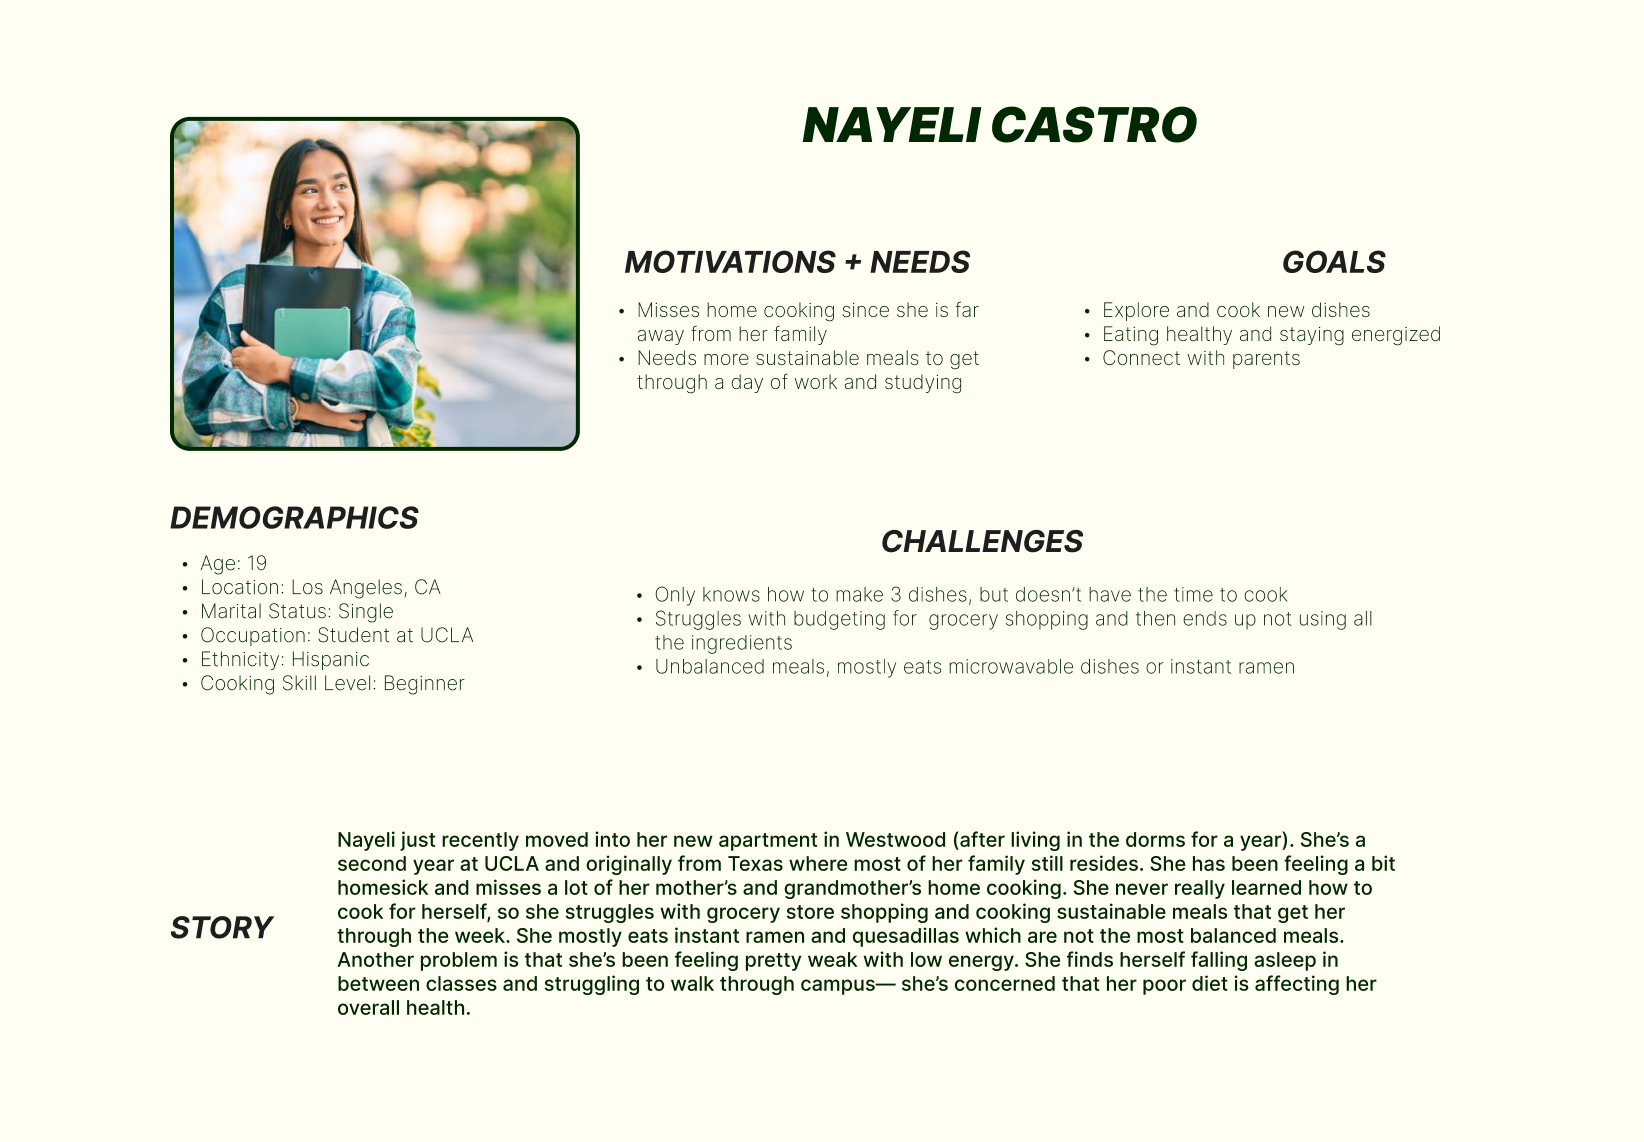 NAYELI CASTRO
MOTIVATIONS + NEEDS
• Misses home cooking since she is far
away from her family
• Needs more sustainable meals to get
through a day of work and studying
GOALS
• Explore and cook new dishes
• Eating healthy and staying energized
• Connect with parents
DEMOGRAPHICS
• Age: 19
• Location: Los Angeles, CA
• Marital Status: Single
• Occupation: Student at UCLA
• Ethnicity: Hispanic
• Cooking Skill Level: Beginner
CHALLENGES
• Only knows how to make 3 dishes, but doesn’t have the time to cook
• Struggles with budgeting for  grocery shopping and then ends up not using all
the ingredients
• Unbalanced meals, mostly eats microwavable dishes or instant ramen
STORY
Nayeli just recently moved into her new apartment in Westwood (after living in the dorms for a year). She’s a
second year at UCLA and originally from Texas where most of her family still resides. She has been feeling a bit
homesick and misses a lot of her mother’s and grandmother’s home cooking. She never really learned how to
cook for herself, so she struggles with grocery store shopping and cooking sustainable meals that get her
through the week. She mostly eats instant ramen and quesadillas which are not the most balanced meals.
Another problem is that she’s been feeling pretty weak with low energy. She finds herself falling asleep in
between classes and struggling to walk through campus— she’s concerned that her poor diet is affecting her
overall health.